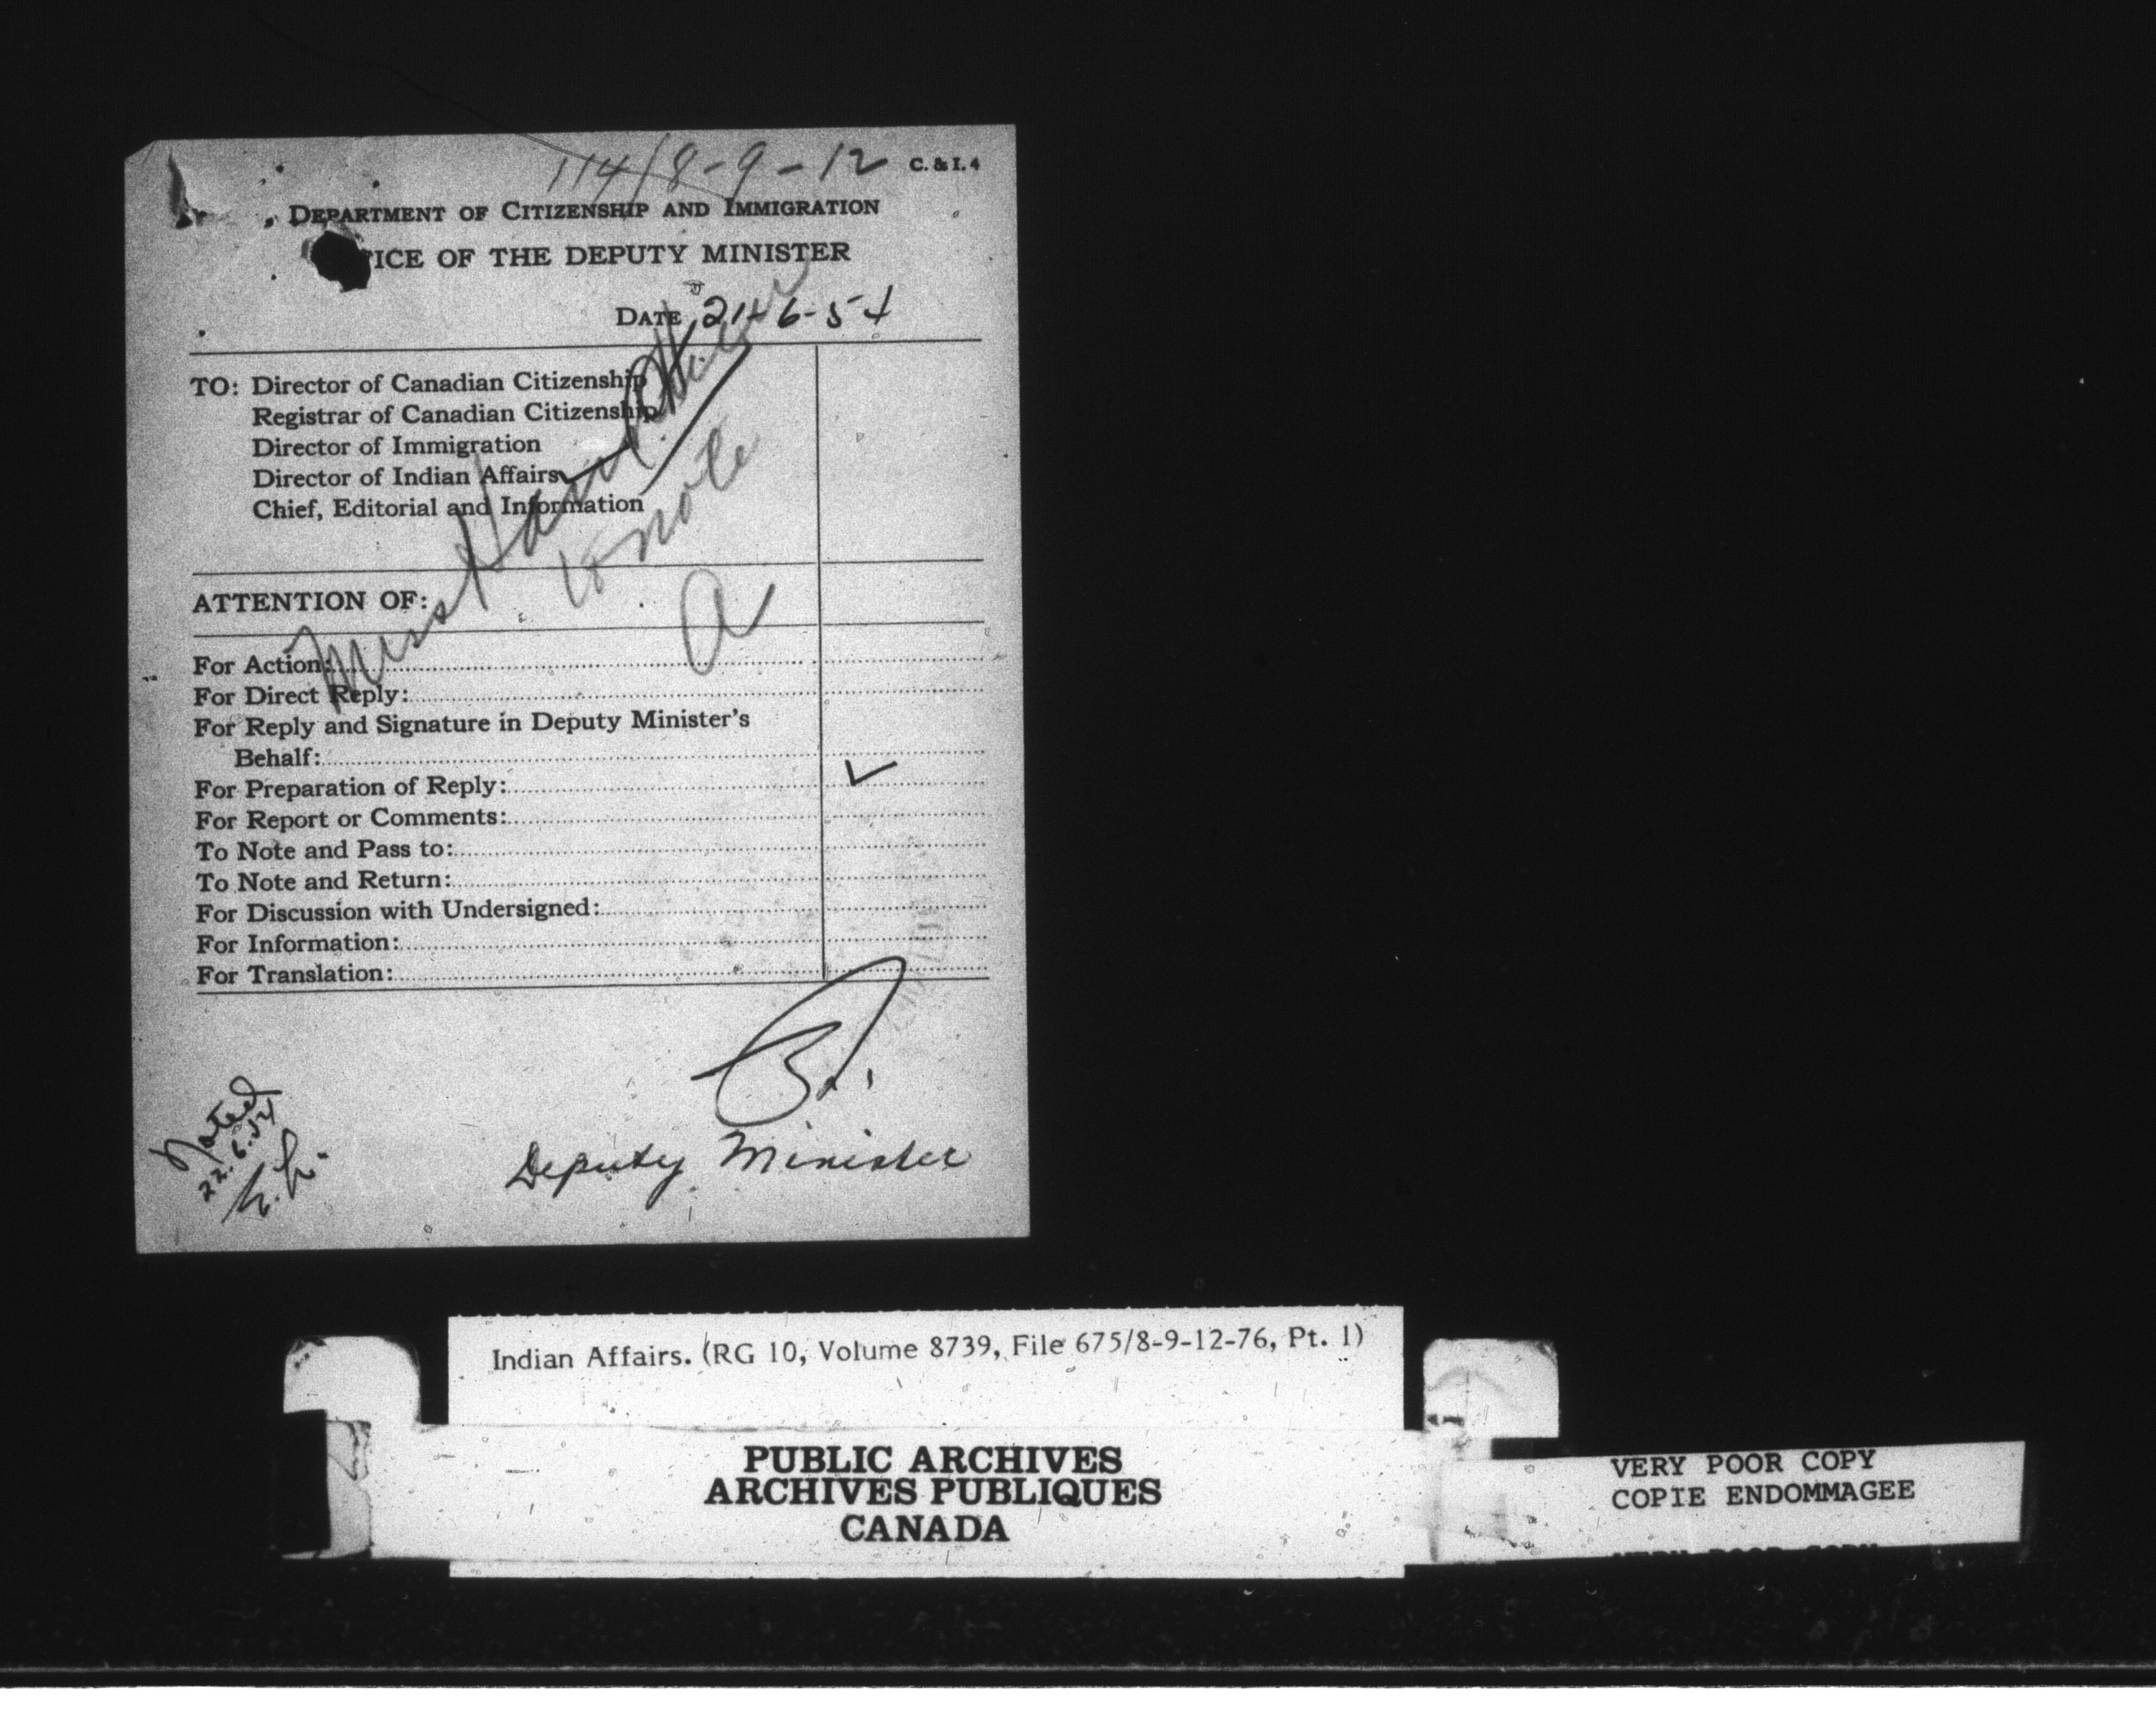 114/8-9-12 C. & I. 4
DEPARTMENT OF CITIZENSHIP AND IMMIGRATION
ICE OF THE DEPUTY MINISTER
DATE 21-6-54
TO: Director of Canadian Citizenship
Registrar of Canadian Citizenship
Director of Immigration
Director of Indian Affairs
Chief, Editorial and Information
Miss
to note
ATTENTION OF:
For Action:
For Direct Reply:
For Reply and Signature in Deputy Minister's
Behalf:
For Preparation of Reply: ✓
For Report or Comments:
To Note and Pass to:
To Note and Return:
For Discussion with Undersigned:
For Information:
For Translation:
Deputy Minister
Noted
22.6.54
Indian Affairs. (RG 10, Volume 8739, File 675/8-9-12-76, Pt. 1)
PUBLIC ARCHIVES
ARCHIVES PUBLIQUES
CANADA
VERY POOR COPY
COPIE ENDOMMAGEE